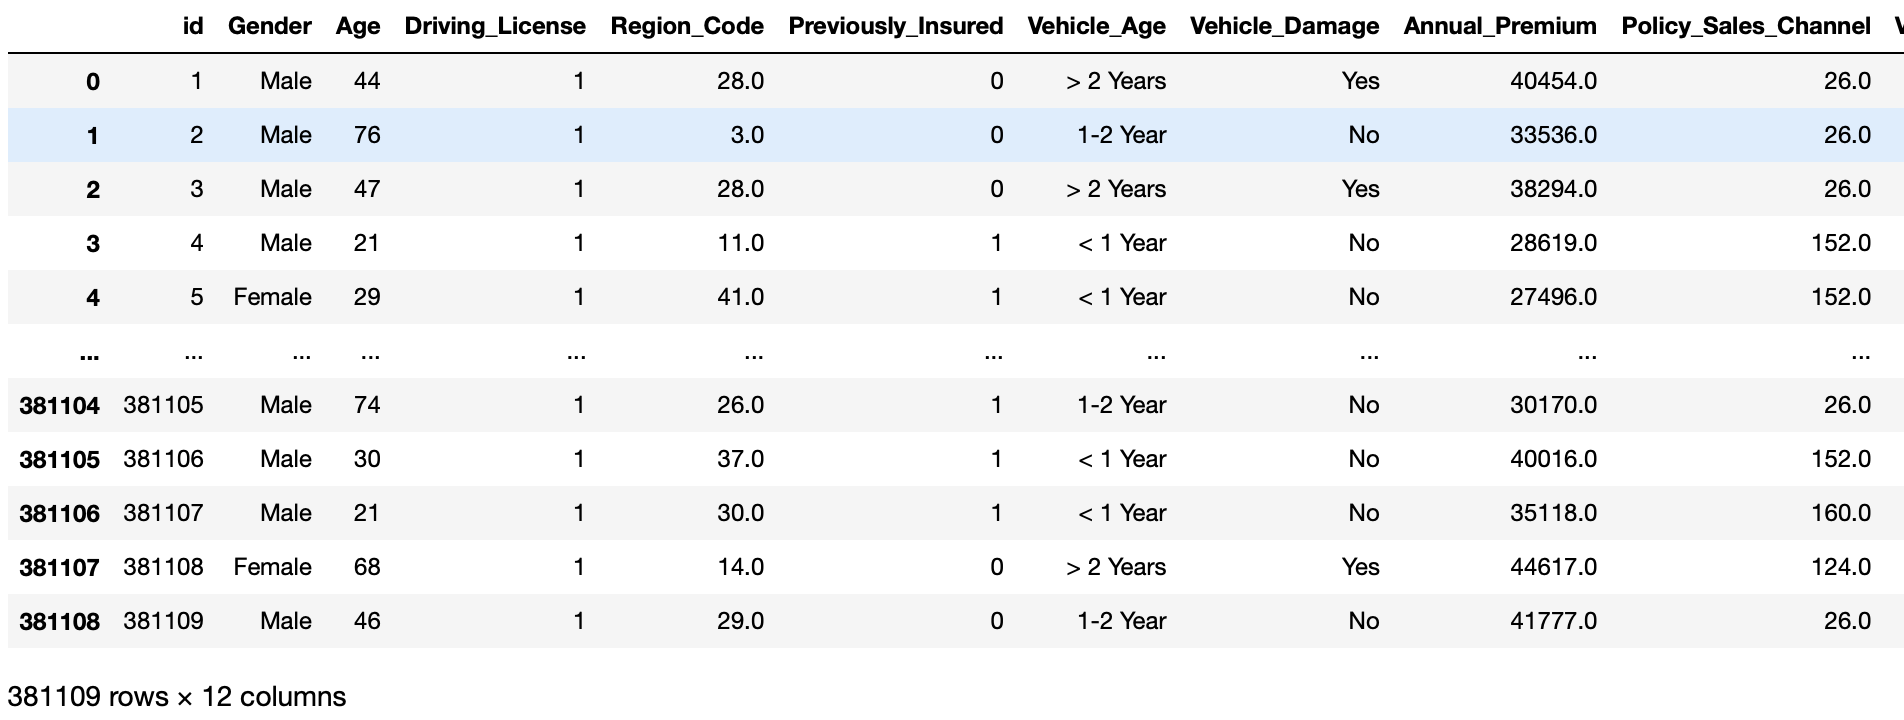 id Gender Age Driving_License Region_Code Previously_Insured Vehicle_Age Vehicle_Damage Annual_Premium Policy_Sales_Channel
0 1 Male 44 1 28.0 0 > 2 Years Yes 40454.0 26.0
1 2 Male 76 1 3.0 0 1-2 Year No 33536.0 26.0
2 3 Male 47 1 28.0 0 > 2 Years Yes 38294.0 26.0
3 4 Male 21 1 11.0 1 < 1 Year No 28619.0 152.0
4 5 Female 29 1 41.0 1 < 1 Year No 27496.0 152.0
... ... ... ... ... ... ... ... ... ... ...
381104 381105 Male 74 1 26.0 1 1-2 Year No 30170.0 26.0
381105 381106 Male 30 1 37.0 1 < 1 Year No 40016.0 152.0
381106 381107 Male 21 1 30.0 1 < 1 Year No 35118.0 160.0
381107 381108 Female 68 1 14.0 0 > 2 Years Yes 44617.0 124.0
381108 381109 Male 46 1 29.0 0 1-2 Year No 41777.0 26.0
381109 rows × 12 columns